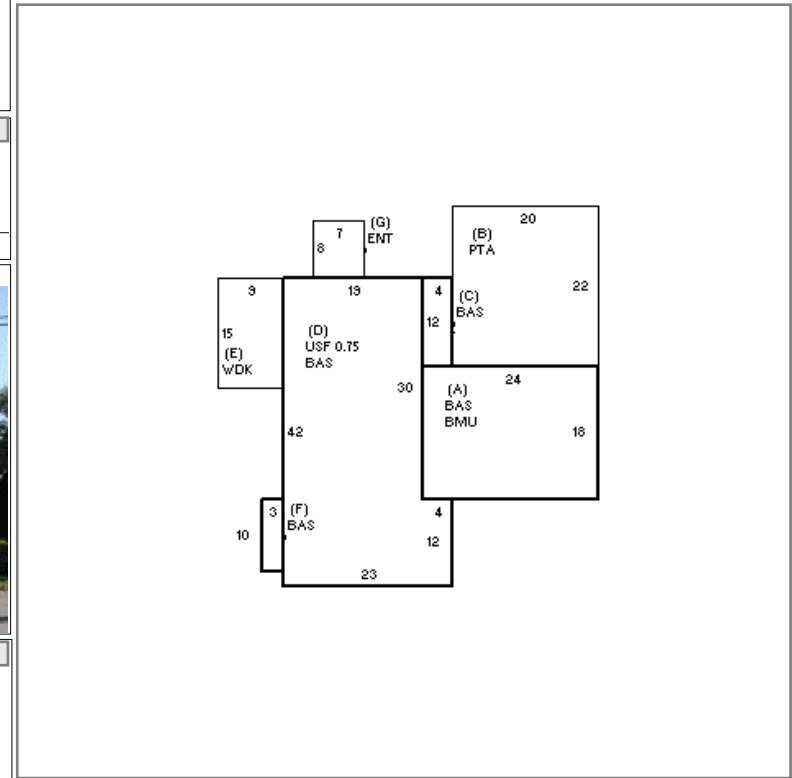 20
(G)
ENT
7
8
(B)
PTA
22
9
19
4
(C)
BAS
12
15
(E)
WDK
(D)
USF 0.75
BAS
30
24
(A)
BAS
BMU
18
42
3
(F)
BAS
10
4
12
23